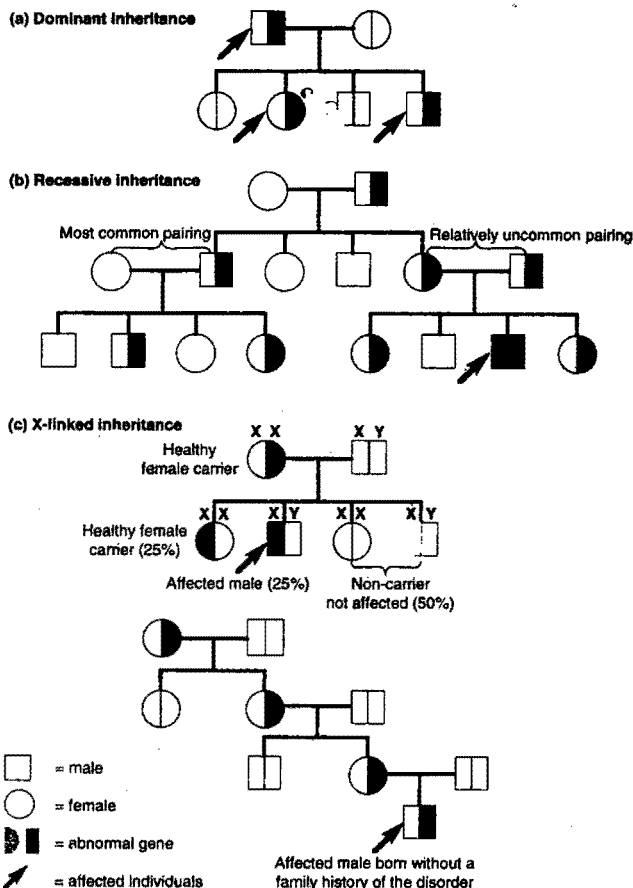 (a) Dominant inheritance
(b) Recessive inheritance
Most common pairing
Relatively uncommon pairing
(c) X-linked inheritance
X X
X Y
Healthy
female carrier
X X
X Y
X X
X Y
Healthy female
carrier (25%)
Affected male (25%)
Non-carrier
not affected (50%)
= male
= female
= abnormal gene
= affected individuals
Affected male born without a
family history of the disorder